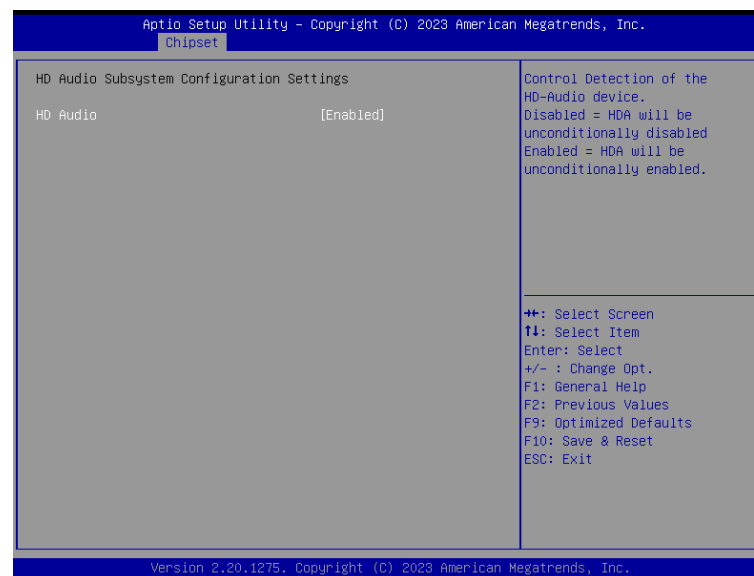 Aptio Setup Utility – Copyright (C) 2023 American Megatrends, Inc.
Chipset
HD Audio Subsystem Configuration Settings
HD Audio [Enabled]
Control Detection of the
HD-Audio device.
Disabled = HDA will be
unconditionally disabled
Enabled = HDA will be
unconditionally enabled.
→←: Select Screen
↑↓: Select Item
Enter: Select
+/- : Change Opt.
F1: General Help
F2: Previous Values
F9: Optimized Defaults
F10: Save & Reset
ESC: Exit
Version 2.20.1275. Copyright (C) 2023 American Megatrends, Inc.